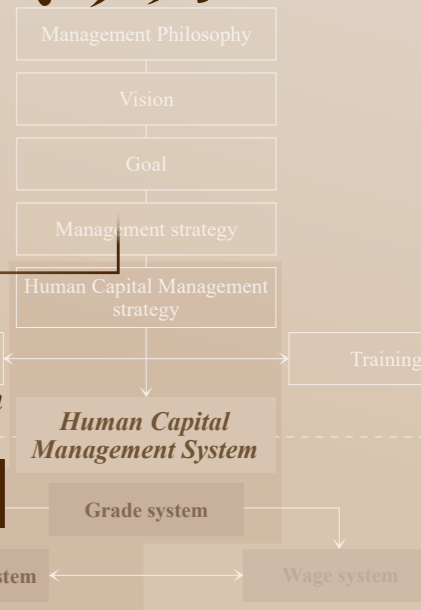 Management Philosophy
Vision
Goal
Management strategy
Human Capital Management
strategy
Training
Human Capital
Management System
Grade system
stem
Wage system